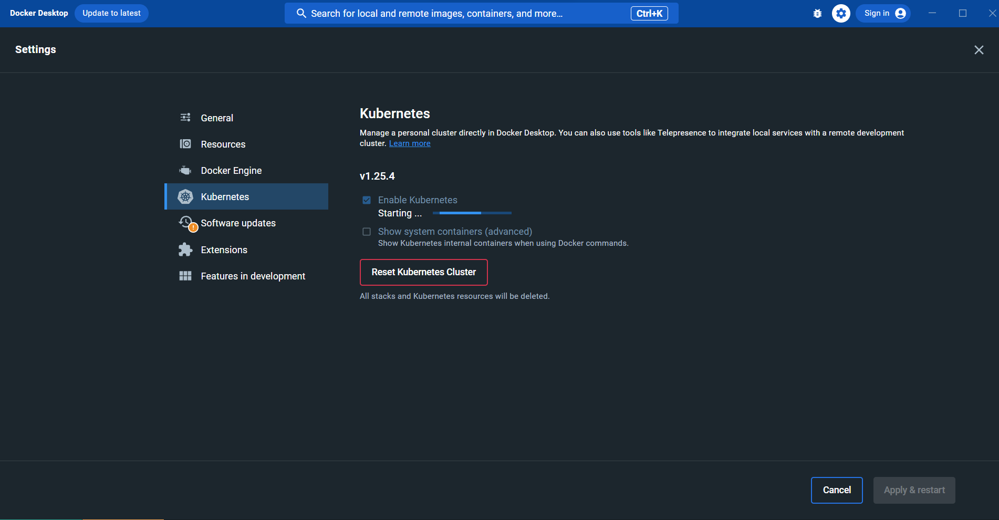 Docker Desktop
Update to latest
Search for local and remote images, containers, and more...
Ctrl+K
Sign in
Settings
General
Resources
Docker Engine
Kubernetes
Software updates
Extensions
Features in development
Kubernetes
Manage a personal cluster directly in Docker Desktop. You can also use tools like Telepresence to integrate local services with a remote development
cluster. Learn more
v1.25.4
Enable Kubernetes
Starting ...
Show system containers (advanced)
Show Kubernetes internal containers when using Docker commands.
Reset Kubernetes Cluster
All stacks and Kubernetes resources will be deleted.
Cancel
Apply & restart